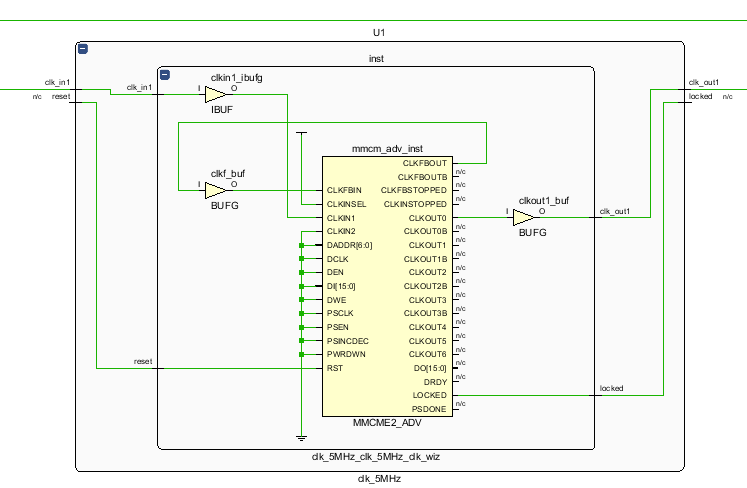 U1
inst
clk_in1
n/c
reset
clk_in1
clkin1_ibufg
I
O
IBUF
clk_out1
locked
n/c
mmcm_adv_inst
clkf_buf
I
O
BUFG
CLKFBIN
CLKINSEL
CLKIN1
CLKIN2
DADDR[6:0]
DCLK
DEN
DI[15:0]
DWE
PSCLK
PSEN
PSINCDEC
PWRDWN
RST
CLKFBOUT
CLKFBOUTB
n/c
CLKFBSTOPPED
n/c
CLKINSTOPPED
n/c
CLKOUT0
CLKOUT0B
n/c
CLKOUT1
n/c
CLKOUT1B
n/c
CLKOUT2
n/c
CLKOUT2B
n/c
CLKOUT3
n/c
CLKOUT3B
n/c
CLKOUT4
n/c
CLKOUT5
n/c
CLKOUT6
n/c
DO[15:0]
n/c
DRDY
n/c
LOCKED
PSDONE
n/c
clkout1_buf
I
O
BUFG
clk_out1
reset
locked
MMCME2_ADV
clk_5MHz_clk_5MHz_clk_wiz
clk_5MHz